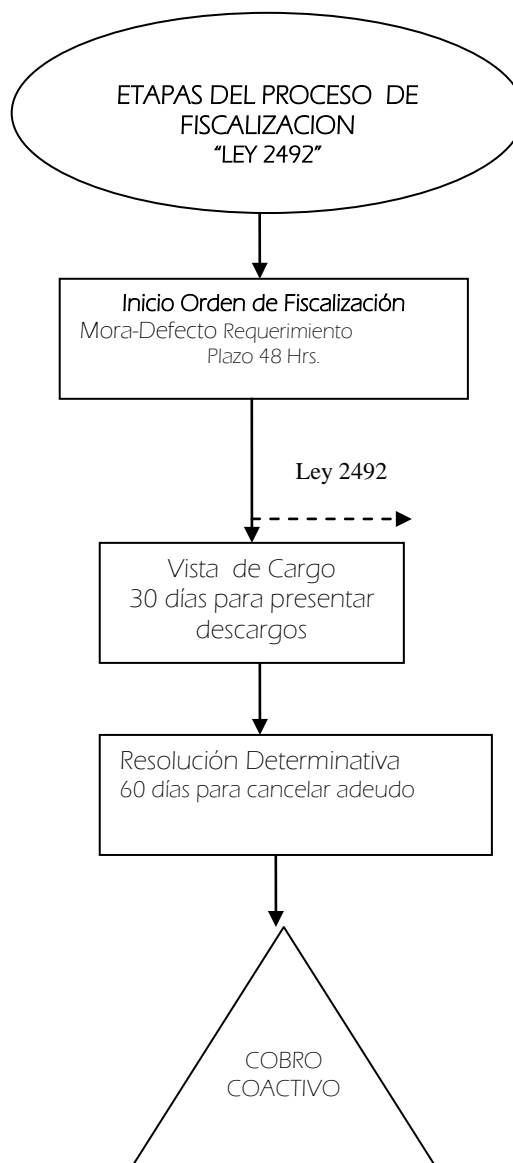 ETAPAS DEL PROCESO DE
FISCALIZACION
“LEY 2492”
Inicio Orden de Fiscalización
Mora-Defecto Requerimiento
Plazo 48 Hrs.
Ley 2492
Vista de Cargo
30 días para presentar
descargos
Resolución Determinativa
60 días para cancelar adeudo
COBRO
COACTIVO